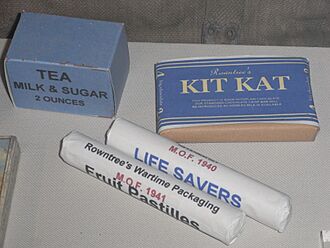 TEA
MILK & SUGAR
2 OUNCES
Rowntree's
KIT KAT
M.O.F. 1940
LIFE SAVERS
Rowntree's Wartime Packaging
M.O.F. 1941
Fruit Pastilles